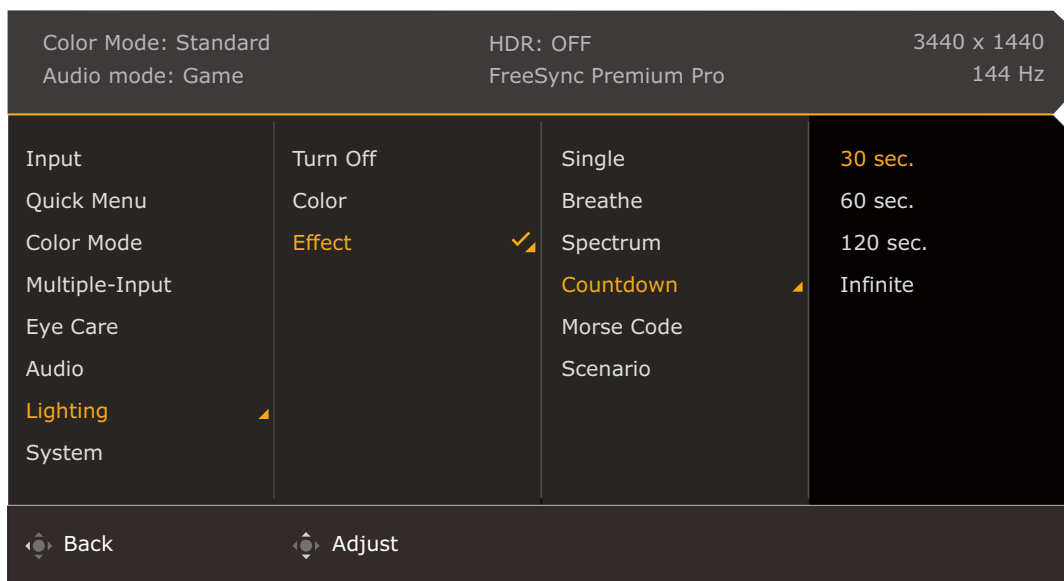 Color Mode: Standard
Audio mode: Game
HDR: OFF
FreeSync Premium Pro
3440 x 1440
144 Hz
Input
Quick Menu
Color Mode
Multiple-Input
Eye Care
Audio
Lighting
System
Turn Off
Color
Effect
Single
Breathe
Spectrum
Countdown
Morse Code
Scenario
30 sec.
60 sec.
120 sec.
Infinite
Back
Adjust